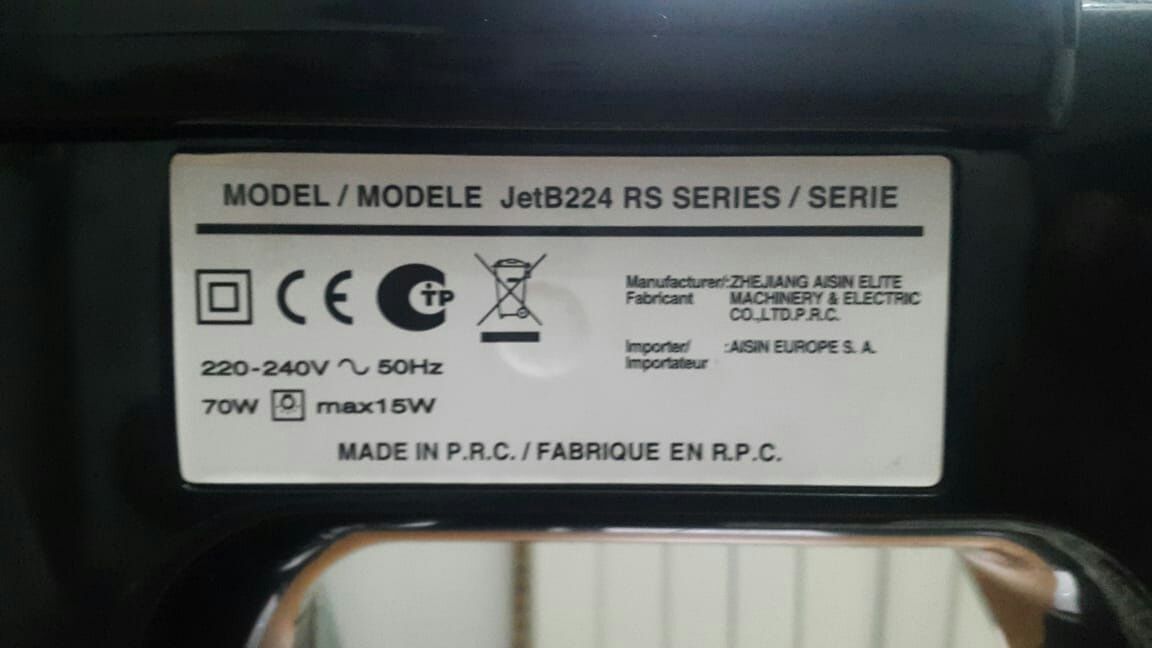 MODEL / MODELE JetB224 RS SERIES / SERIE
CE TP
Manufacturer/:ZHEJIANG AISIN ELITE
Fabricant MACHINERY & ELECTRIC
CO.,LTD.P.R.C.
Importer/ :AISIN EUROPE S. A.
Importateur
220-240V ∿ 50Hz
70W max15W
MADE IN P.R.C. / FABRIQUE EN R.P.C.